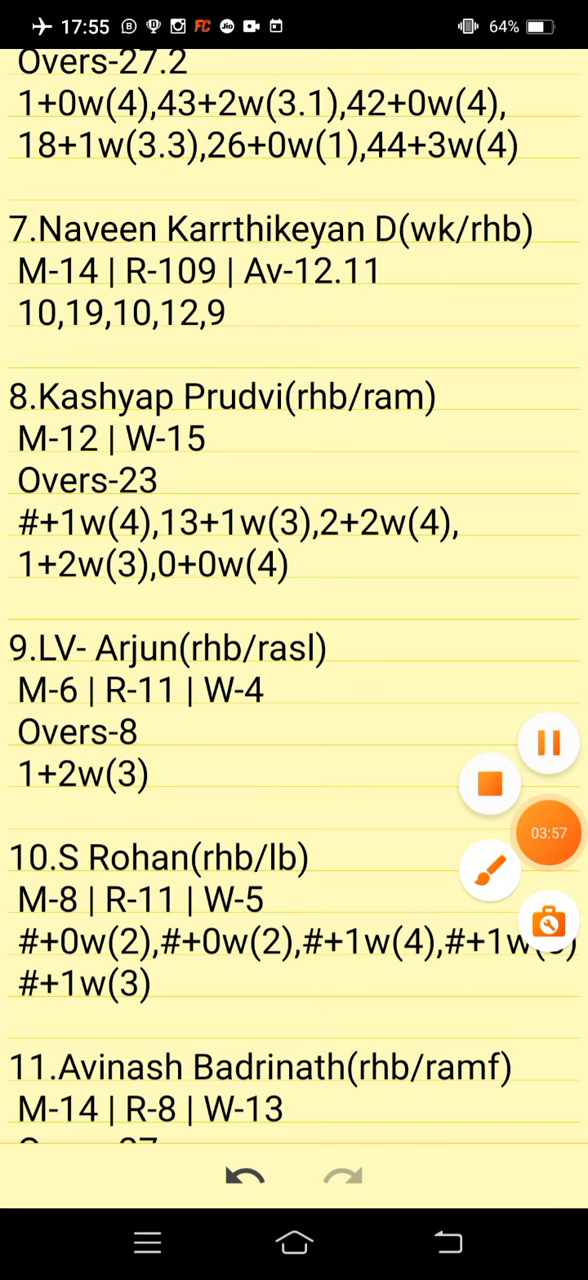 17:55
64%
Overs-27.2
1+0w(4),43+2w(3.1),42+0w(4),
18+1w(3.3),26+0w(1),44+3w(4)
7.Naveen Karrthikeyan D(wk/rhb)
M-14 | R-109 | Av-12.11
10,19,10,12,9
8.Kashyap Prudvi(rhb/ram)
M-12 | W-15
Overs-23
#+1w(4),13+1w(3),2+2w(4),
1+2w(3),0+0w(4)
9.LV- Arjun(rhb/rasl)
M-6 | R-11 | W-4
Overs-8
1+2w(3)
03:57
10.S Rohan(rhb/lb)
M-8 | R-11 | W-5
#+0w(2),#+0w(2),#+1w(4),#+1w
#+1w(3)
11.Avinash Badrinath(rhb/ramf)
M-14 | R-8 | W-13